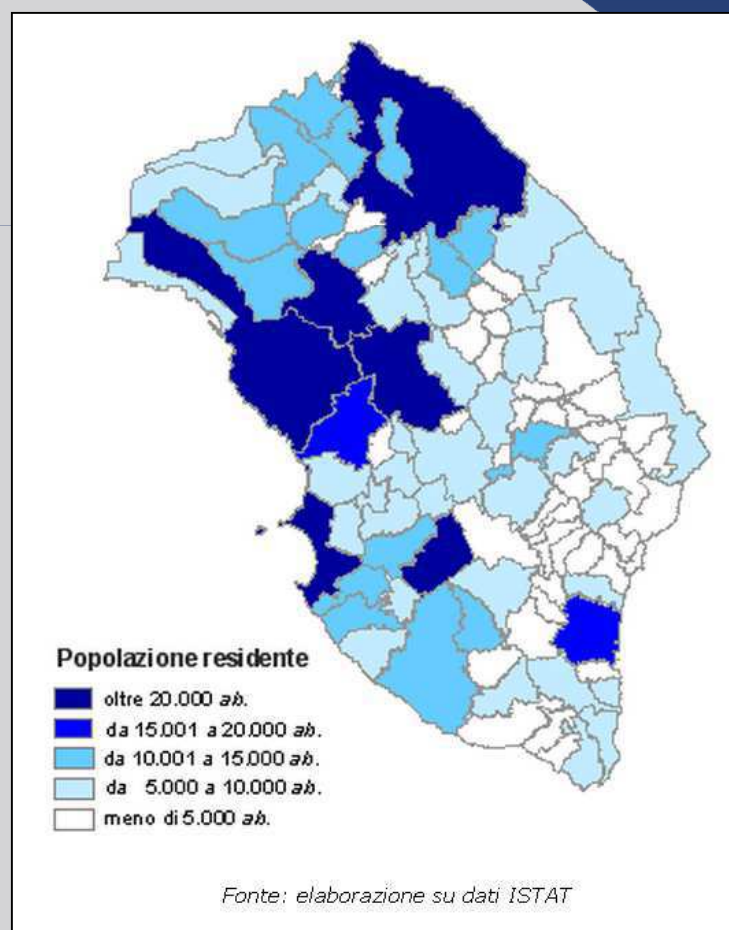 Popolazione residente
oltre 20.000 ab.
da 15.001 a 20.000 ab.
da 10.001 a 15.000 ab.
da 5.000 a 10.000 ab.
meno di 5.000 ab.
Fonte: elaborazione su dati ISTAT